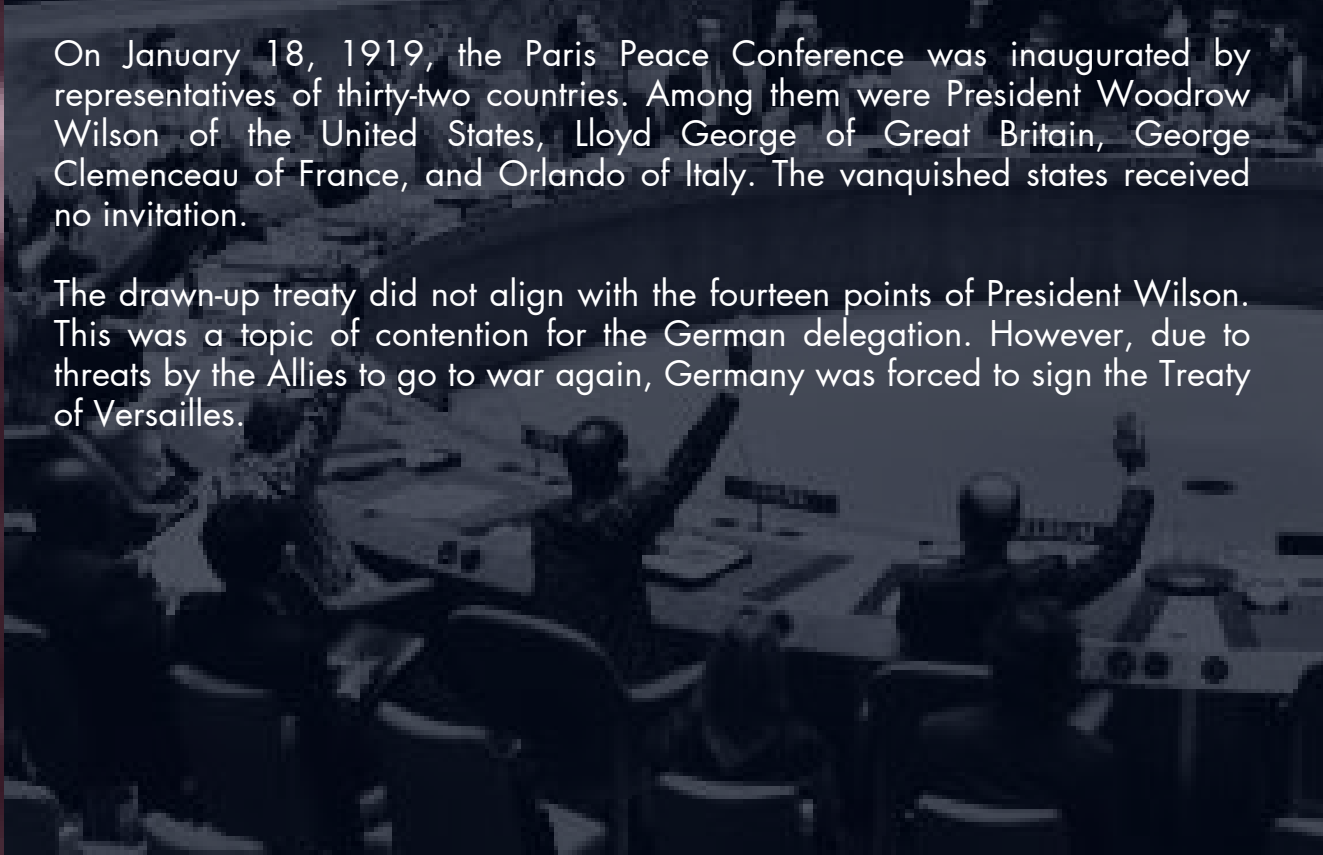 On January 18, 1919, the Paris Peace Conference was inaugurated by
representatives of thirty-two countries. Among them were President Woodrow
Wilson of the United States, Lloyd George of Great Britain, George
Clemenceau of France, and Orlando of Italy. The vanquished states received
no invitation.
The drawn-up treaty did not align with the fourteen points of President Wilson.
This was a topic of contention for the German delegation. However, due to
threats by the Allies to go to war again, Germany was forced to sign the Treaty
of Versailles.